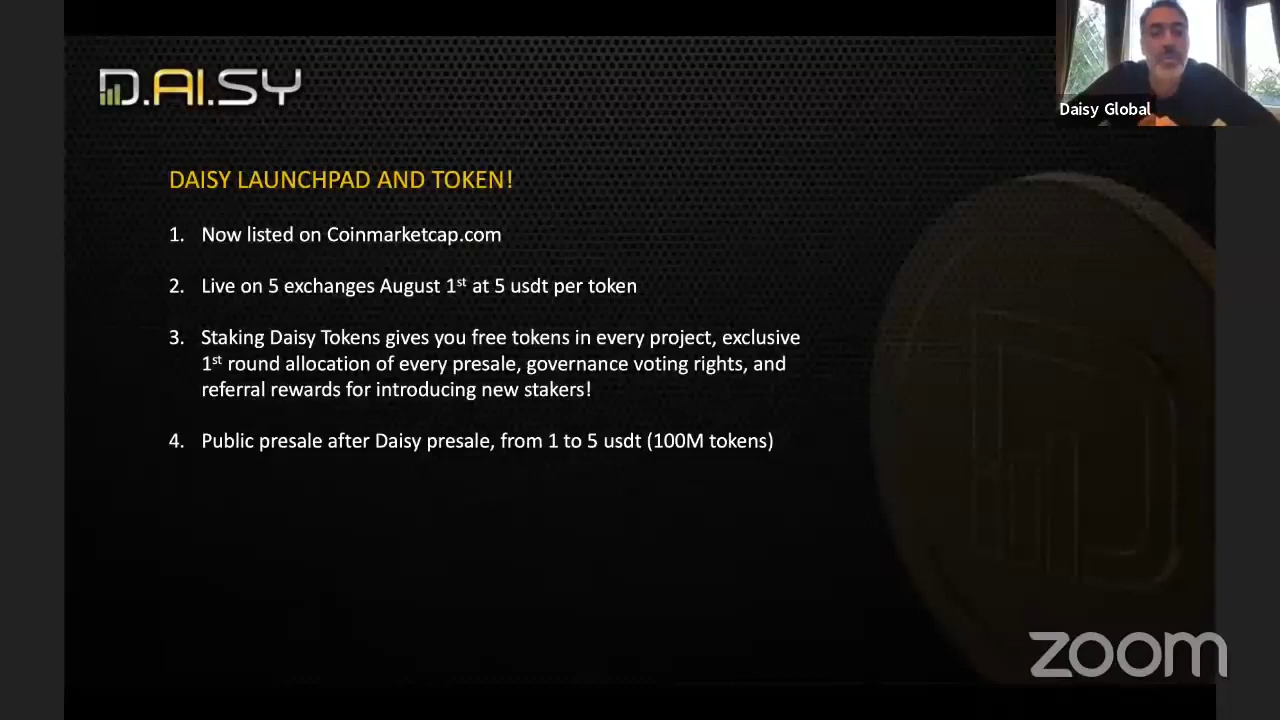 D.AI.SY
Daisy Global
DAISY LAUNCHPAD AND TOKEN!
1. Now listed on Coinmarketcap.com
2. Live on 5 exchanges August 1st at 5 usdt per token
3. Staking Daisy Tokens gives you free tokens in every project, exclusive
1st round allocation of every presale, governance voting rights, and
referral rewards for introducing new stakers!
4. Public presale after Daisy presale, from 1 to 5 usdt (100M tokens)
zoom